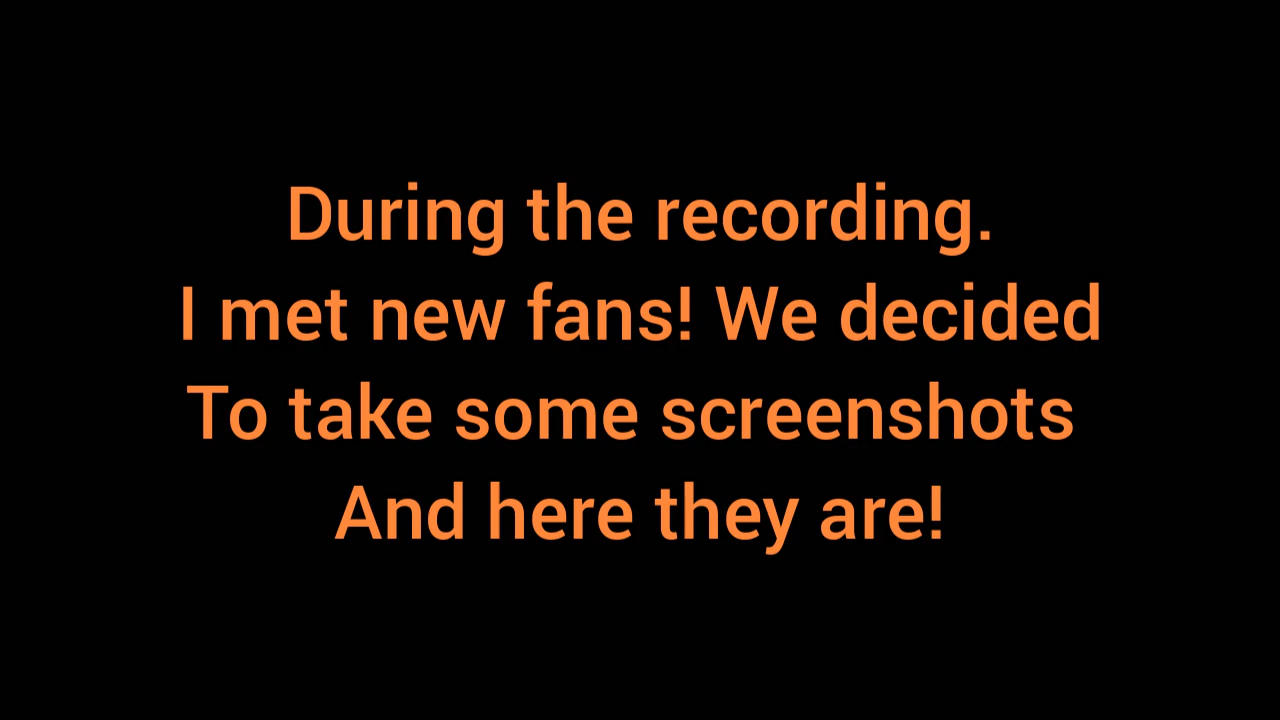 During the recording.
I met new fans! We decided
To take some screenshots
And here they are!